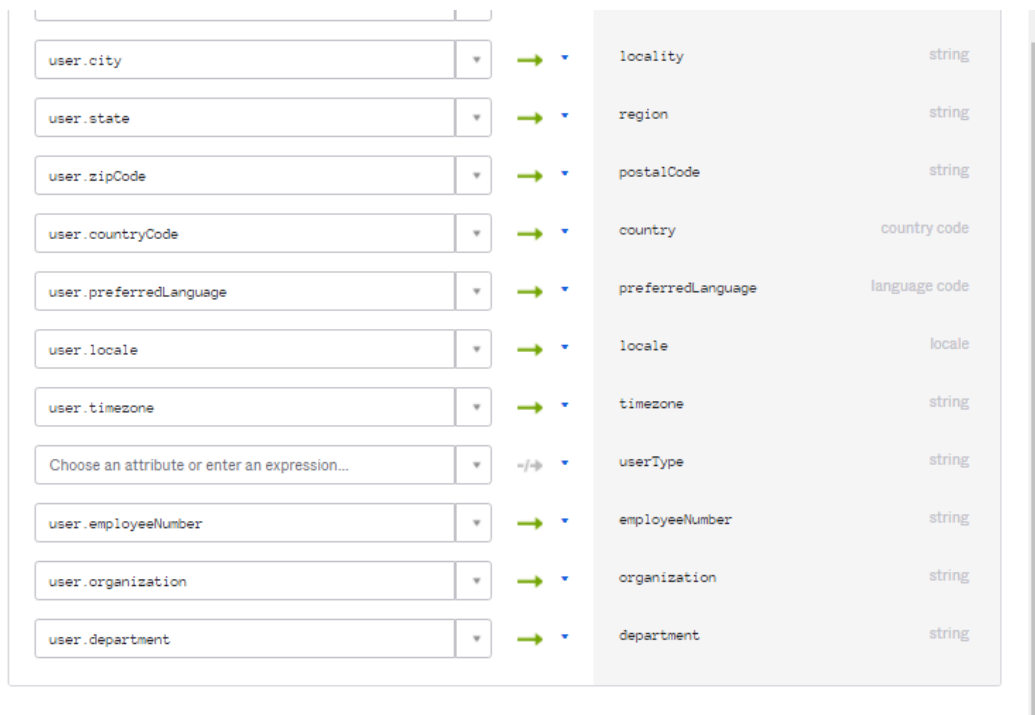 user.city locality string
user.state region string
user.zipCode postalCode string
user.countryCode country country code
user.preferredLanguage preferredLanguage language code
user.locale locale locale
user.timezone timezone string
Choose an attribute or enter an expression... userType string
user.employeeNumber employeeNumber string
user.organization organization string
user.department department string